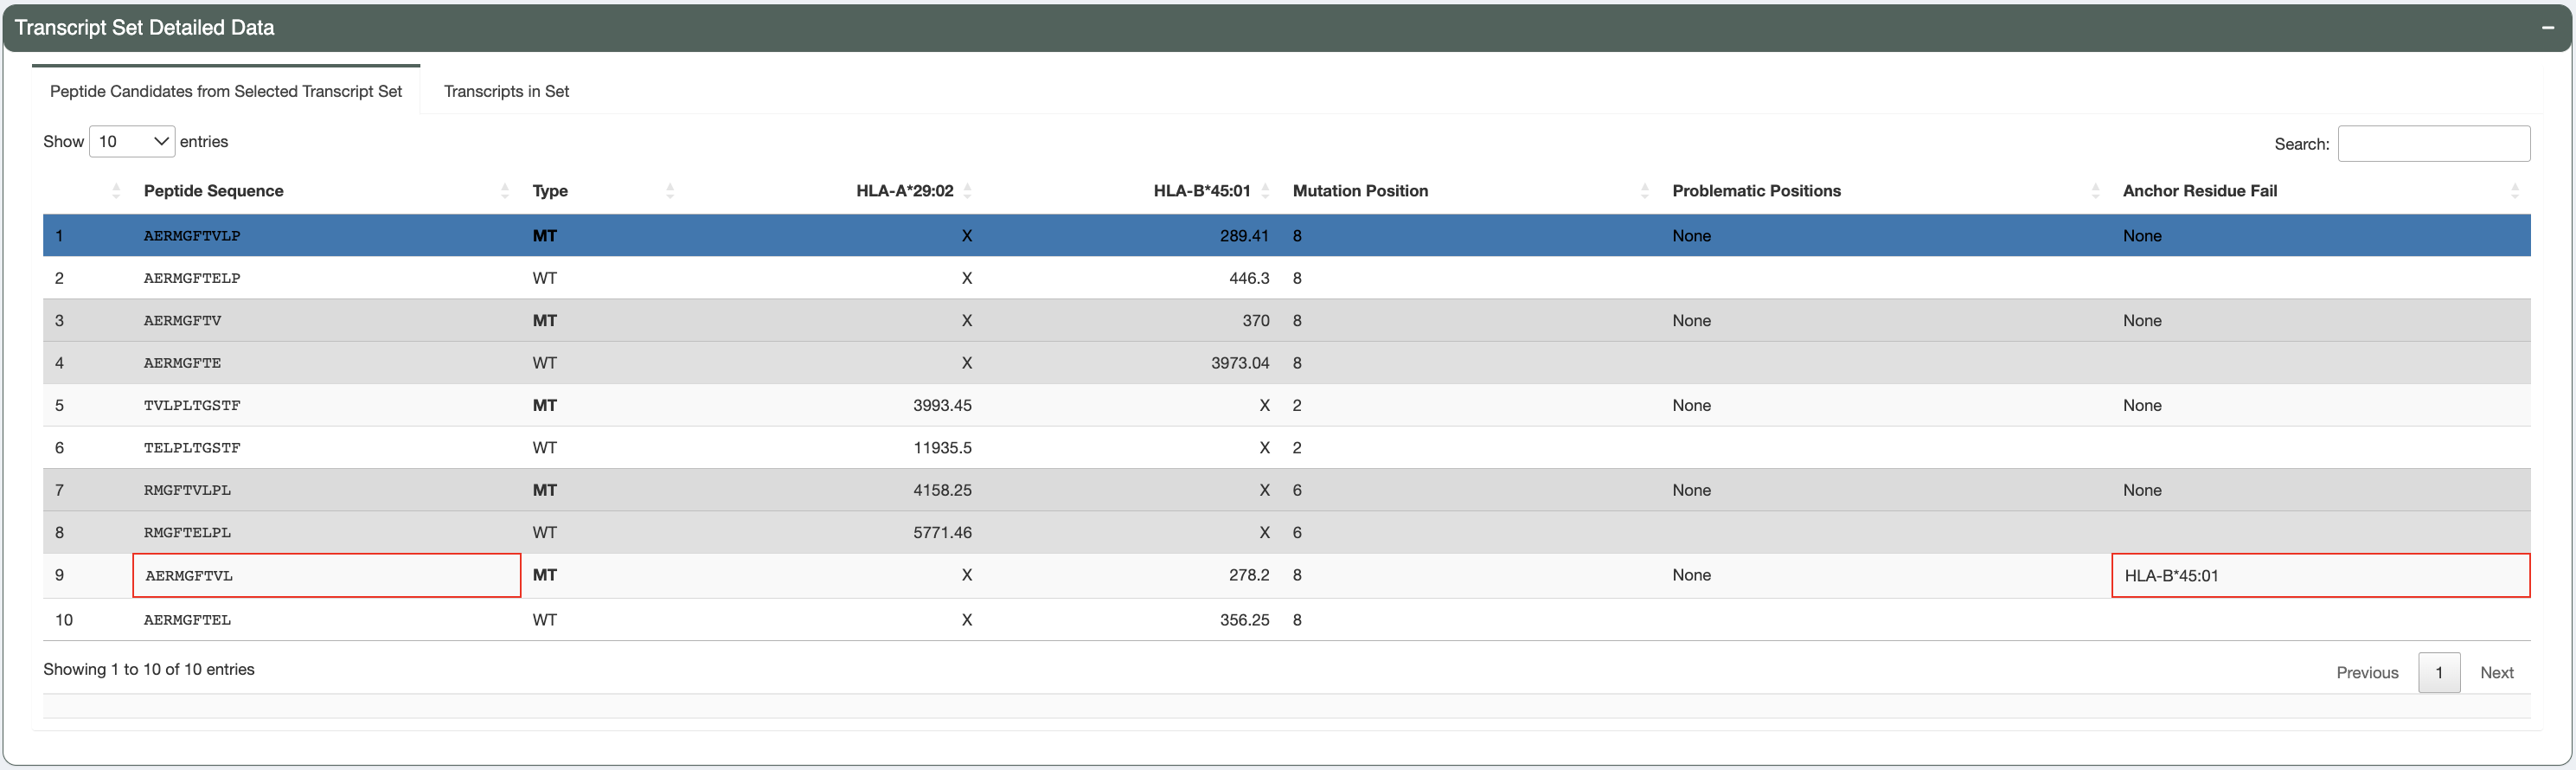 Transcript Set Detailed Data −
Peptide Candidates from Selected Transcript Set Transcripts in Set
Show 10 entries Search:
Peptide Sequence Type HLA-A*29:02 HLA-B*45:01 Mutation Position Problematic Positions Anchor Residue Fail
1 AERMGFTVLP MT X 289.41 8 None None
2 AERMGFTELP WT X 446.3 8
3 AERMGFTV MT X 370 8 None None
4 AERMGFTE WT X 3973.04 8
5 TVLPLTGSTF MT 3993.45 X 2 None None
6 TELPLTGSTF WT 11935.5 X 2
7 RMGFTVLPL MT 4158.25 X 6 None None
8 RMGFTELPL WT 5771.46 X 6
9 AERMGFTVL MT X 278.2 8 None HLA-B*45:01
10 AERMGFTEL WT X 356.25 8
Showing 1 to 10 of 10 entries Previous 1 Next